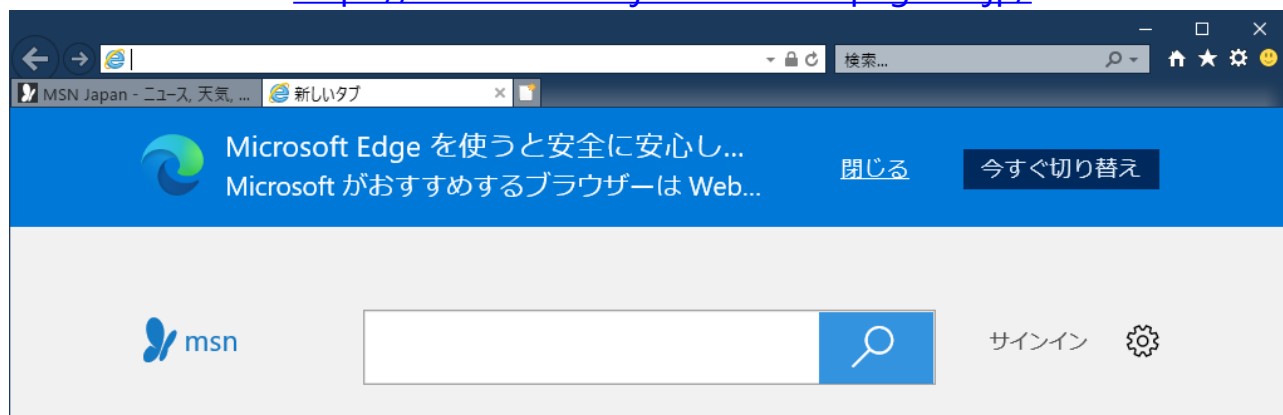 検索...
MSN Japan - ニュース, 天気, ...
新しいタブ
Microsoft Edge を使うと安全に安心し...
Microsoft がおすすめするブラウザーは Web...
閉じる
今すぐ切り替え
msn
サインイン